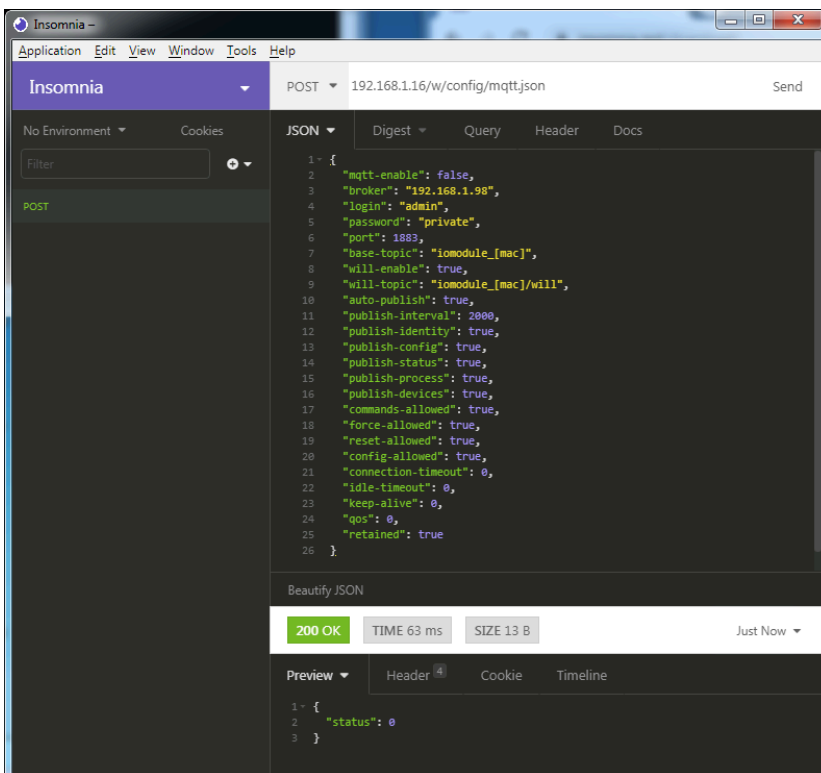 Insomnia –
Application Edit View Window Tools Help
Insomnia
POST 192.168.1.16/w/config/mqtt.json Send
No Environment Cookies
JSON Digest Query Header Docs
Filter
POST
1 {
2 "mqtt-enable": false,
3 "broker": "192.168.1.98",
4 "login": "admin",
5 "password": "private",
6 "port": 1883,
7 "base-topic": "iomodule_[mac]",
8 "will-enable": true,
9 "will-topic": "iomodule_[mac]/will",
10 "auto-publish": true,
11 "publish-interval": 2000,
12 "publish-identity": true,
13 "publish-config": true,
14 "publish-status": true,
15 "publish-process": true,
16 "publish-devices": true,
17 "commands-allowed": true,
18 "force-allowed": true,
19 "reset-allowed": true,
20 "config-allowed": true,
21 "connection-timeout": 0,
22 "idle-timeout": 0,
23 "keep-alive": 0,
24 "qos": 0,
25 "retained": true
26 }
Beautify JSON
200 OK TIME 63 ms SIZE 13 B Just Now
Preview Header 4 Cookie Timeline
1 {
2 "status": 0
3 }